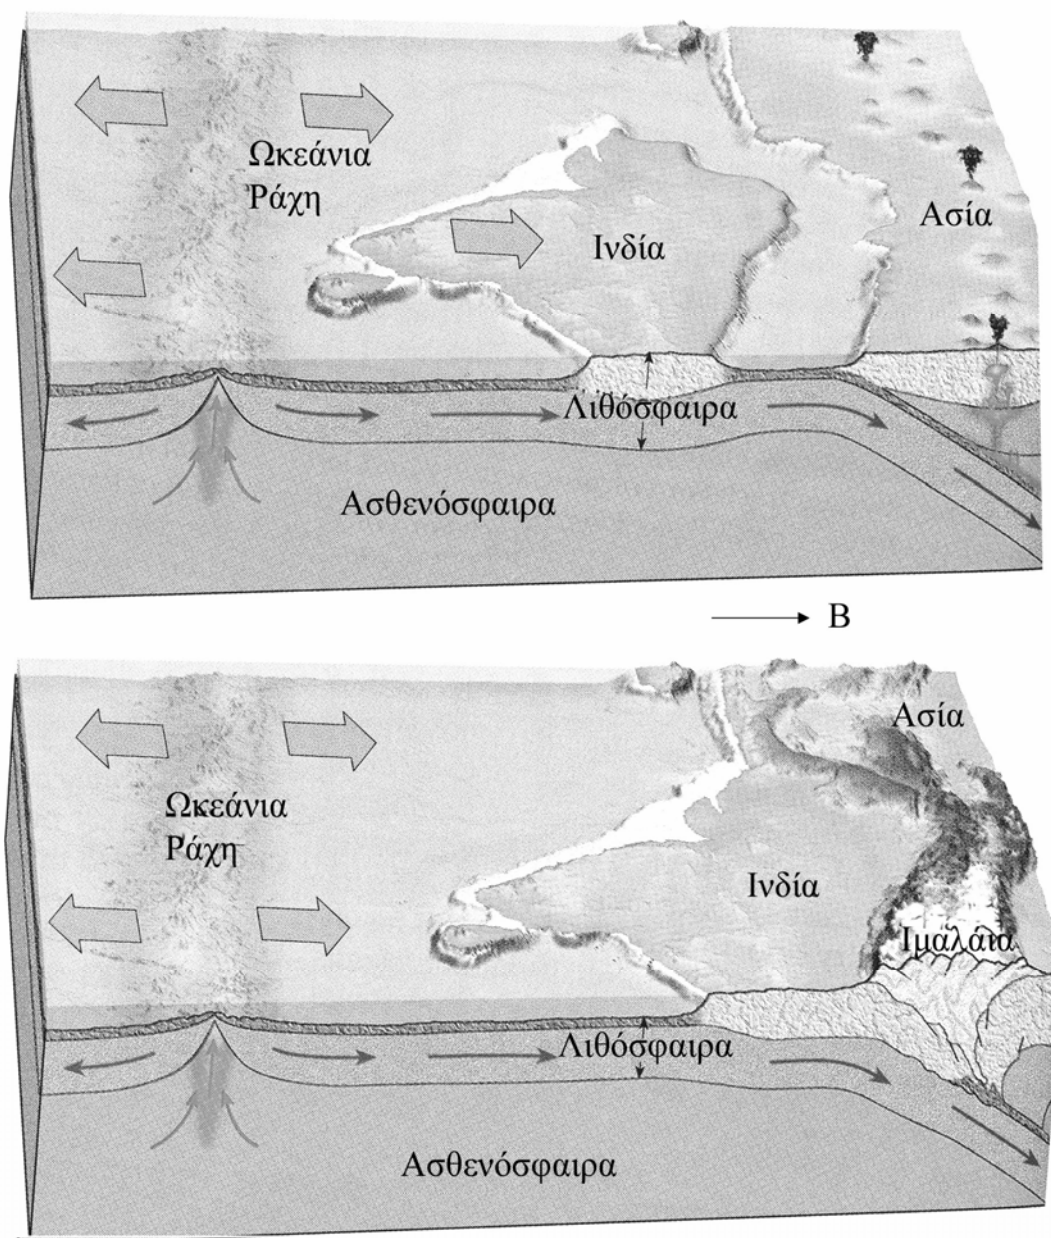 Ωκεάνια
Ράχη
Ινδία
Ασία
Λιθόσφαιρα
Ασθενόσφαιρα
Β
Ασία
Ωκεάνια
Ράχη
Ινδία
Ιμαλάια
Λιθόσφαιρα
Ασθενόσφαιρα